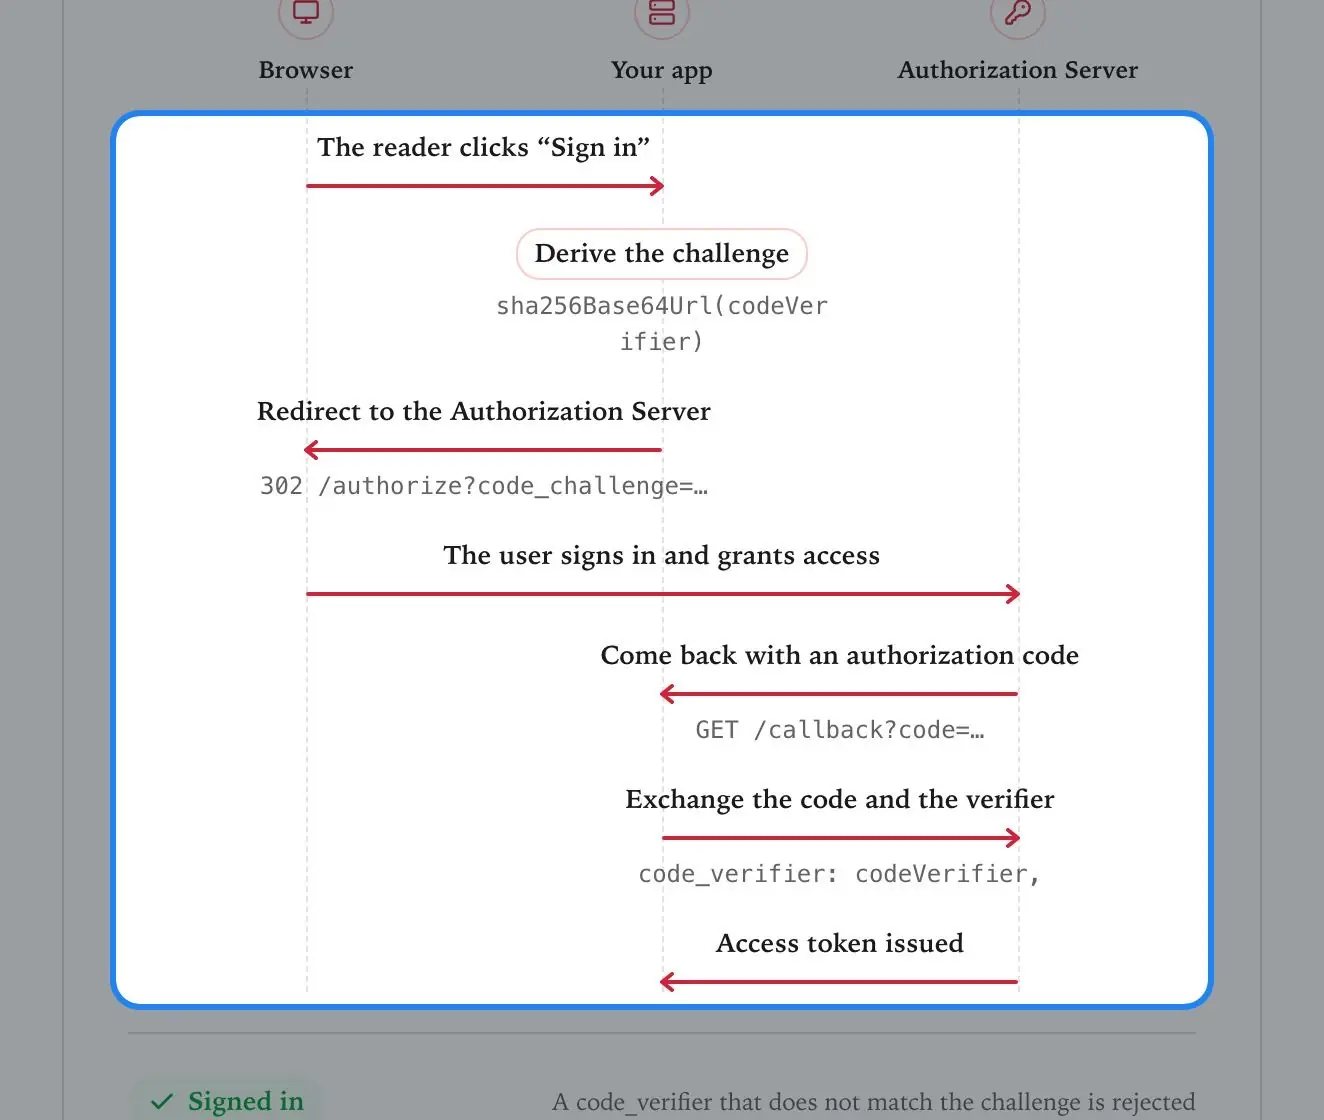 Browser
Your app
Authorization Server
The reader clicks “Sign in”
Derive the challenge
sha256Base64Url(codeVer
ifier)
Redirect to the Authorization Server
302 /authorize?code_challenge=…
The user signs in and grants access
Come back with an authorization code
GET /callback?code=…
Exchange the code and the verifier
code_verifier: codeVerifier,
Access token issued
Signed in
A code_verifier that does not match the challenge is rejected